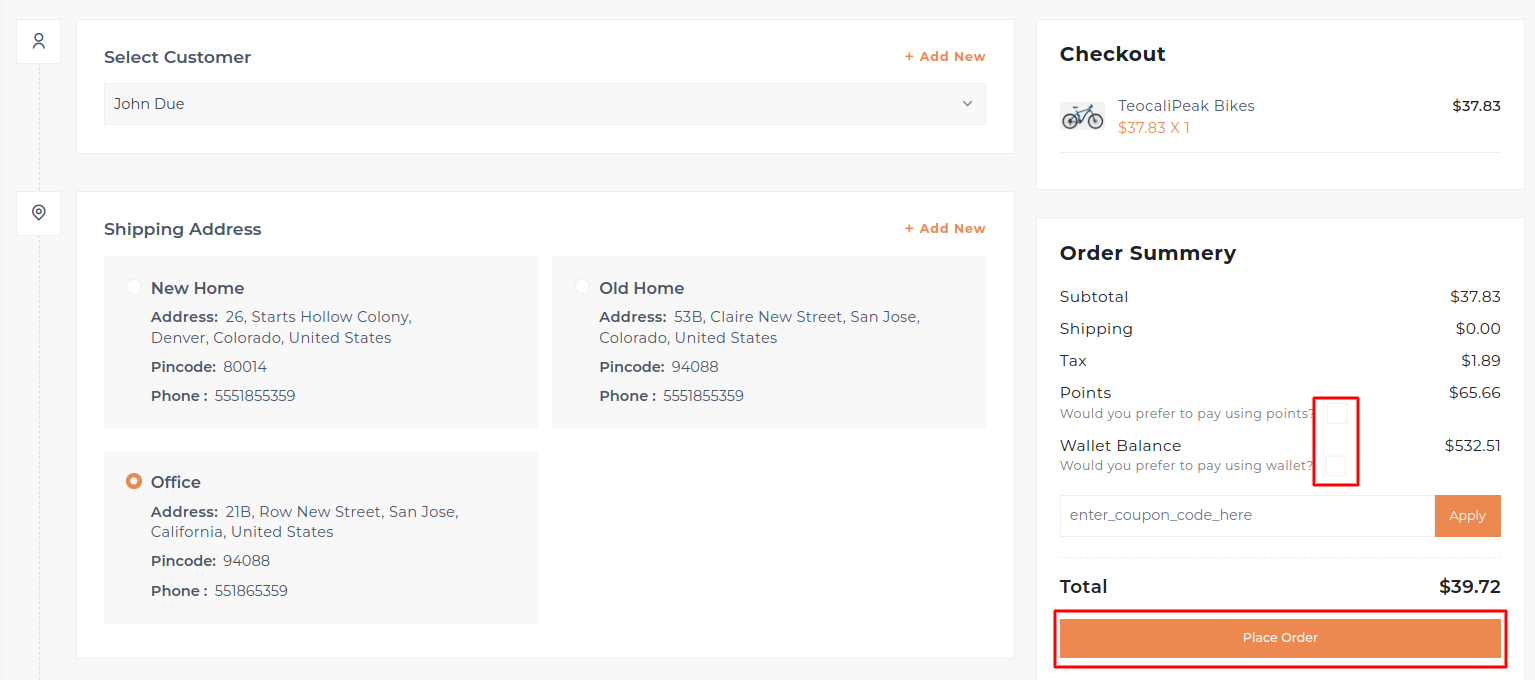 Select Customer
+ Add New
John Due
Shipping Address
+ Add New
New Home
Address: 26, Starts Hollow Colony,
Denver, Colorado, United States
Pincode: 80014
Phone : 5551855359
Old Home
Address: 53B, Claire New Street, San Jose,
Colorado, United States
Pincode: 94088
Phone : 5551855359
Office
Address: 21B, Row New Street, San Jose,
California, United States
Pincode: 94088
Phone : 551865359
Checkout
TeocaliPeak Bikes $37.83
$37.83 X 1
Order Summery
Subtotal $37.83
Shipping $0.00
Tax $1.89
Points $65.66
Would you prefer to pay using points?
Wallet Balance $532.51
Would you prefer to pay using wallet?
enter_coupon_code_here Apply
Total $39.72
Place Order